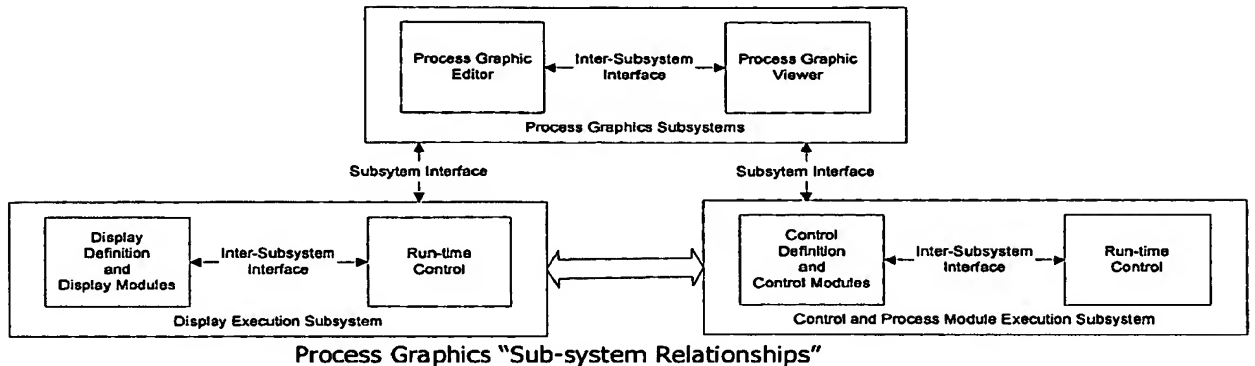 Process Graphic
Editor
Inter-Subsystem
Interface
Process Graphic
Viewer
Process Graphics Subsystems
Subsytem Interface
Subsytem Interface
Display
Definition
and
Display Modules
Inter-Subsystem
Interface
Run-time
Control
Display Execution Subsystem
Control
Definition
and
Control Modules
Inter-Subsystem
Interface
Run-time
Control
Control and Process Module Execution Subsystem
Process Graphics “Sub-system Relationships”